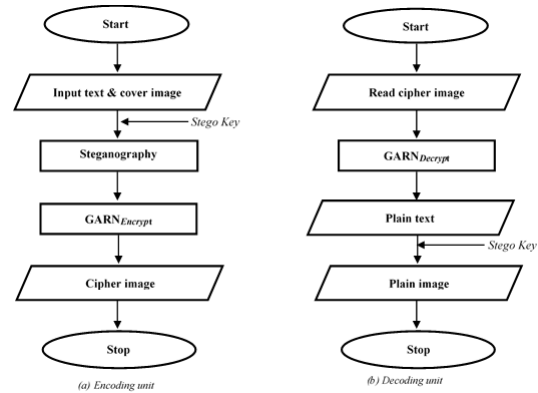 Start
Input text & cover image
Stego Key
Steganography
GARNEncrypt
Cipher image
Stop
(a) Encoding unit
Start
Read cipher image
GARNDecrypt
Plain text
Stego Key
Plain image
Stop
(b) Decoding unit